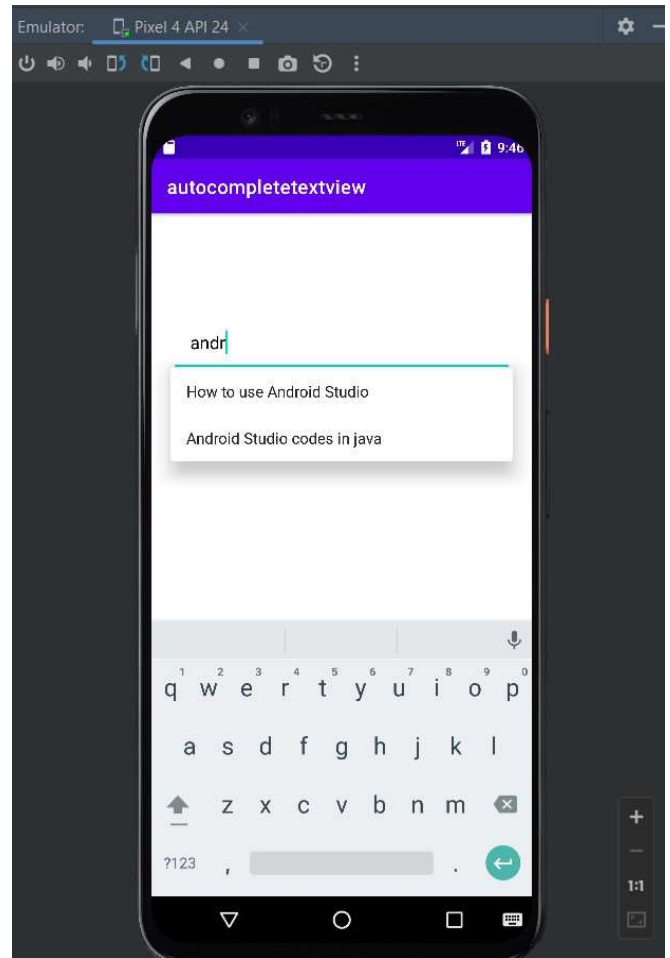 Emulator: Pixel 4 API 24
LTE 9:46
autocompletetextview
andr
How to use Android Studio
Android Studio codes in java
1 2 3 4 5 6 7 8 9 0
q w e r t y u i o p
a s d f g h j k l
z x c v b n m
?123 , .
1:1